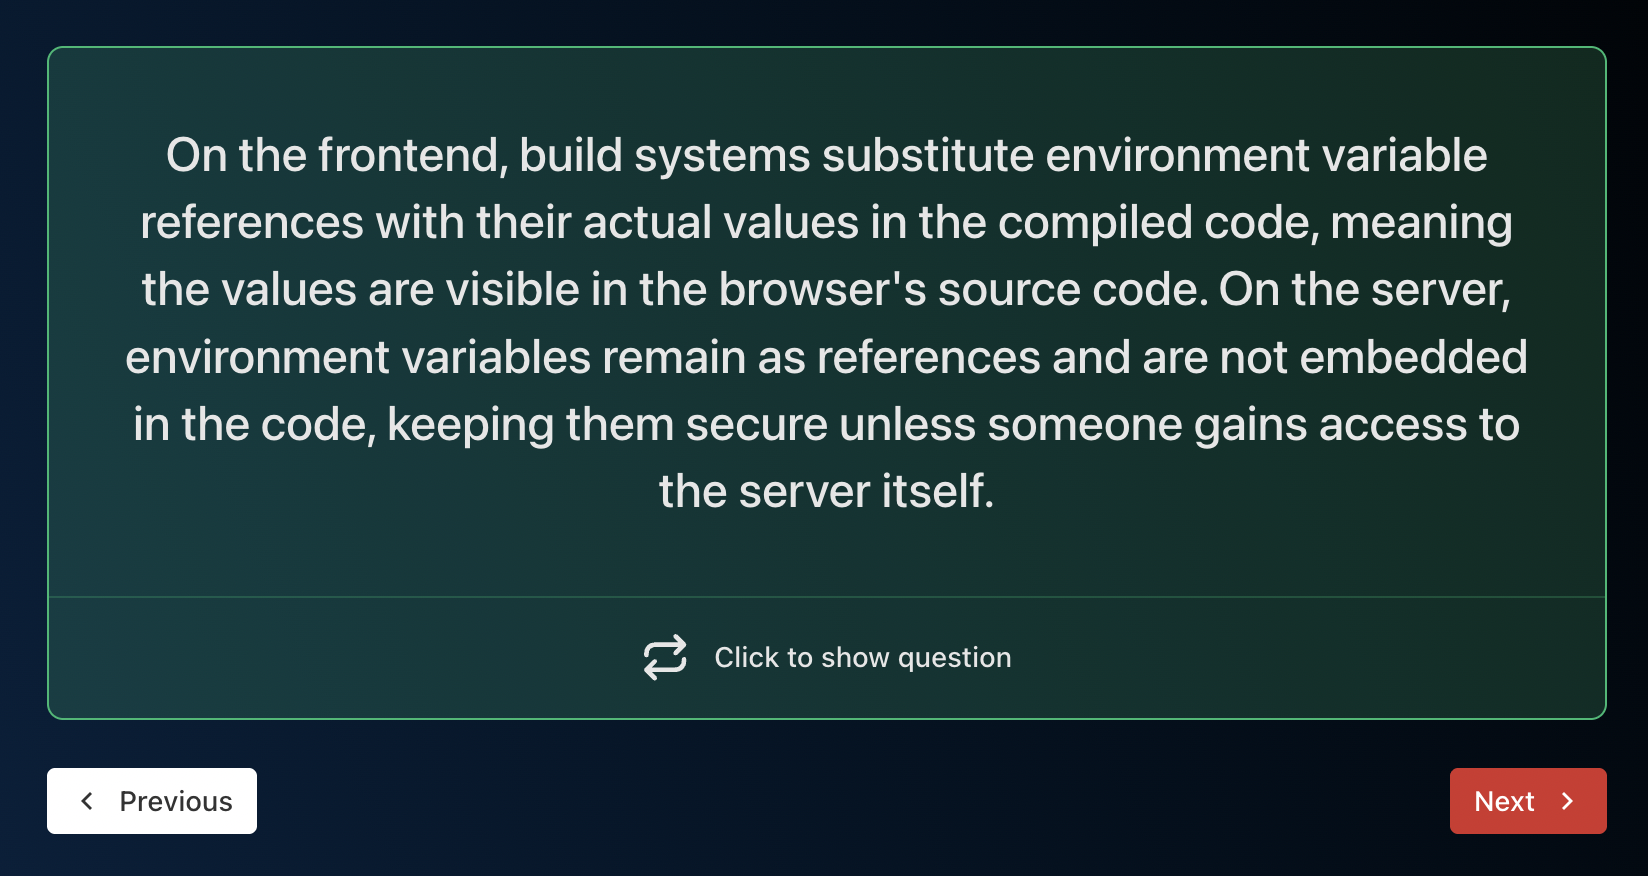 On the frontend, build systems substitute environment variable
references with their actual values in the compiled code, meaning
the values are visible in the browser's source code. On the server,
environment variables remain as references and are not embedded
in the code, keeping them secure unless someone gains access to
the server itself.
Click to show question
Previous
Next